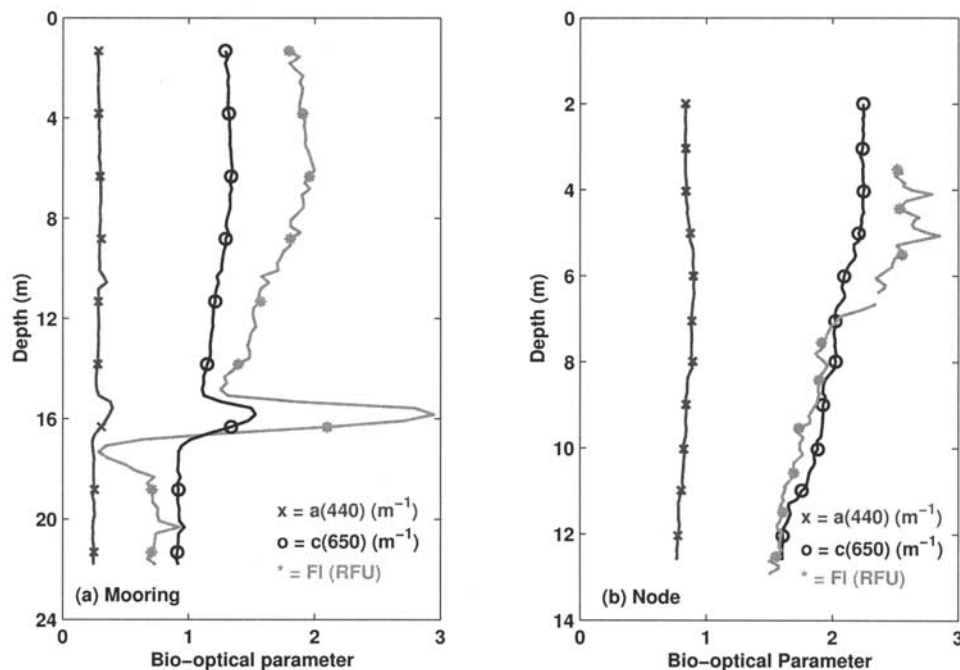 0
4
8
12
16
20
24
Depth (m)
x = a(440) (m⁻¹)
o = c(650) (m⁻¹)
* = Fl (RFU)
(a) Mooring
0 1 2 3
Bio-optical parameter
0
2
4
6
8
10
12
14
Depth (m)
x = a(440) (m⁻¹)
o = c(650) (m⁻¹)
* = Fl (RFU)
(b) Node
0 1 2 3
Bio-optical Parameter